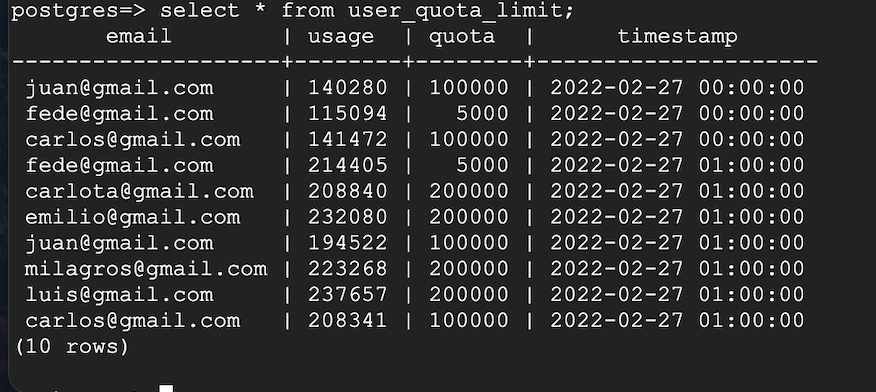 postgres=> select * from user_quota_limit;
email | usage | quota | timestamp
---------------------+--------+--------+---------------------
juan@gmail.com | 140280 | 100000 | 2022-02-27 00:00:00
fede@gmail.com | 115094 | 5000 | 2022-02-27 00:00:00
carlos@gmail.com | 141472 | 100000 | 2022-02-27 00:00:00
fede@gmail.com | 214405 | 5000 | 2022-02-27 01:00:00
carlota@gmail.com | 208840 | 200000 | 2022-02-27 01:00:00
emilio@gmail.com | 232080 | 200000 | 2022-02-27 01:00:00
juan@gmail.com | 194522 | 100000 | 2022-02-27 01:00:00
milagros@gmail.com | 223268 | 200000 | 2022-02-27 01:00:00
luis@gmail.com | 237657 | 200000 | 2022-02-27 01:00:00
carlos@gmail.com | 208341 | 100000 | 2022-02-27 01:00:00
(10 rows)